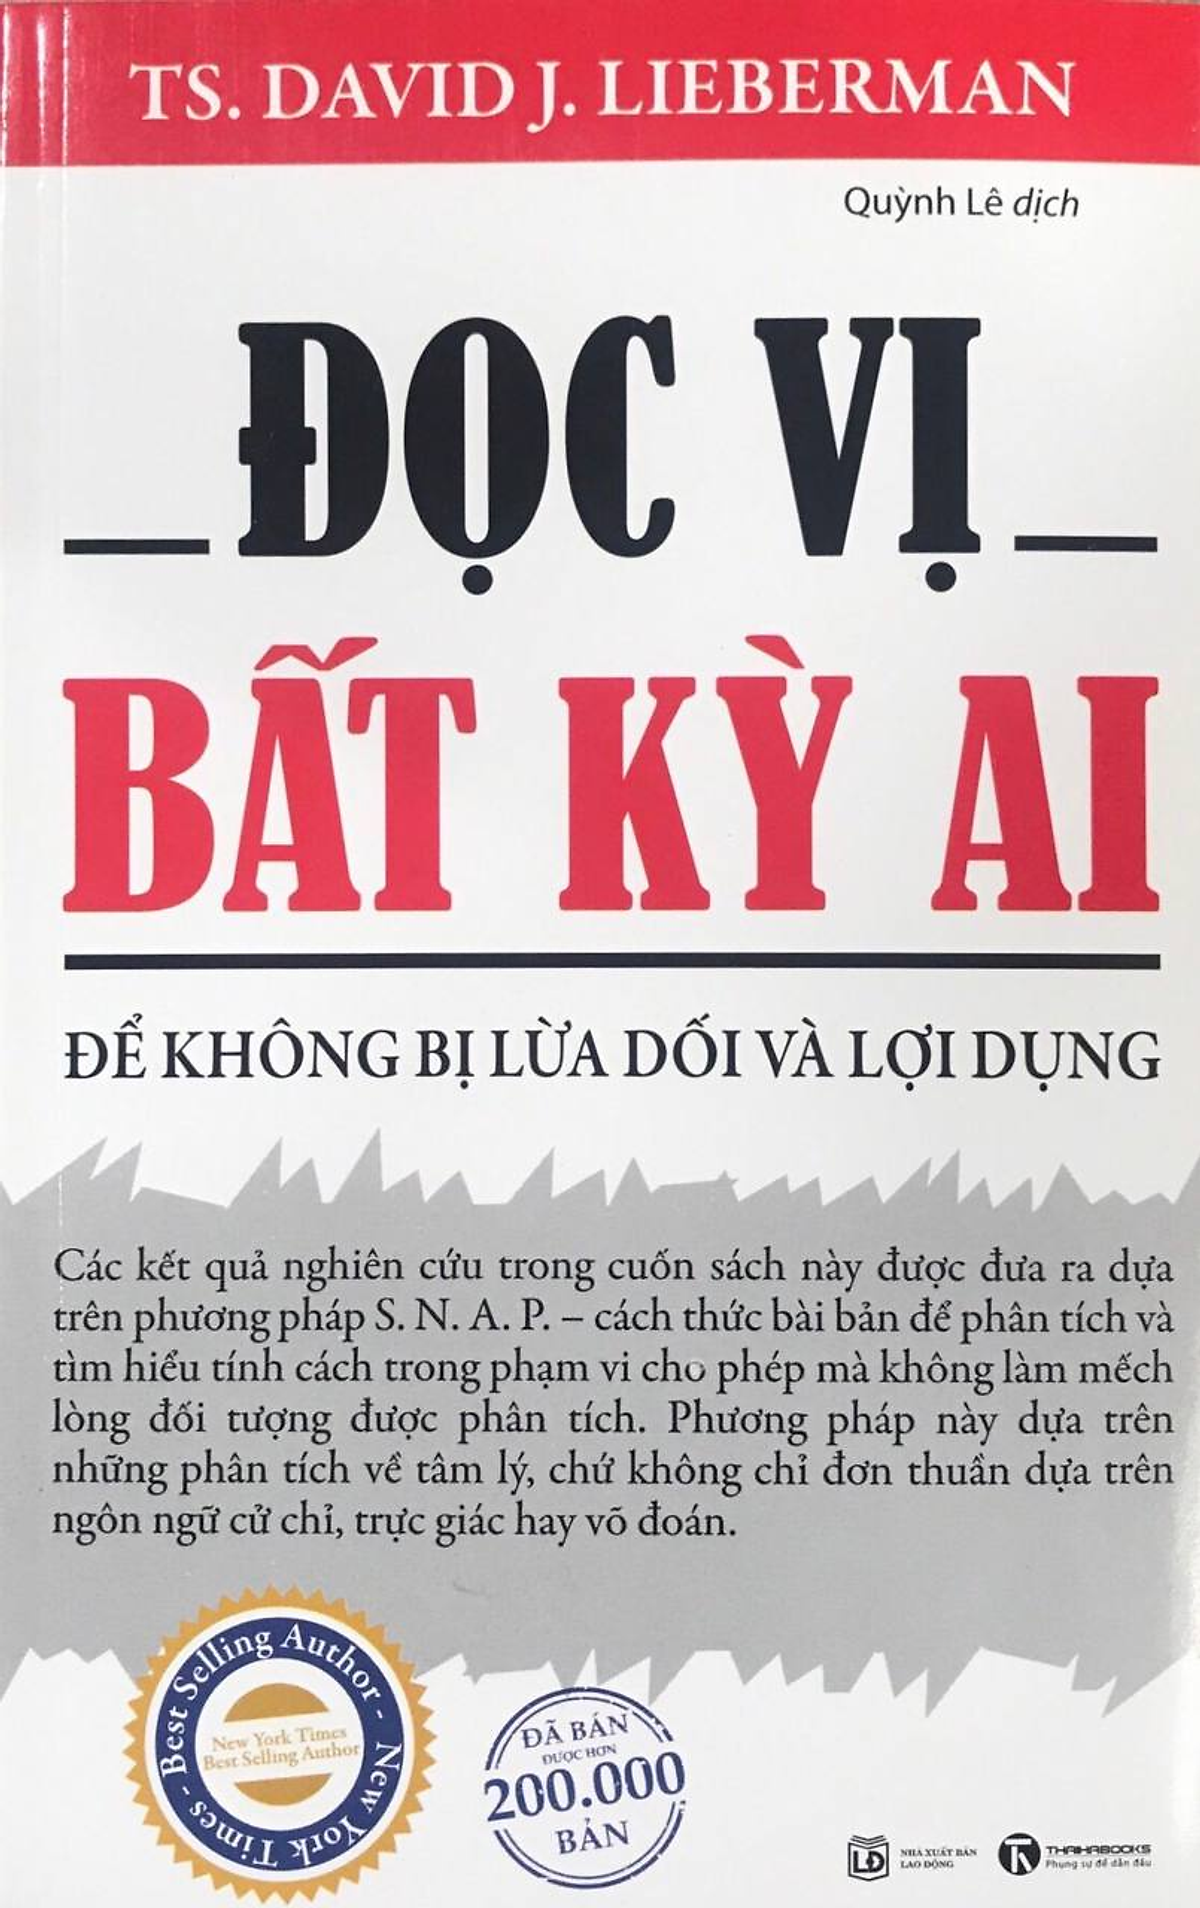 TS. DAVID J. LIEBERMAN
Quỳnh Lê dịch
ĐỌC VỊ
BẤT KỲ AI
ĐỂ KHÔNG BỊ LỪA DỐI VÀ LỢI DỤNG
Các kết quả nghiên cứu trong cuốn sách này được đưa ra dựa
trên phương pháp S. N. A. P. – cách thức bài bản để phân tích và
tìm hiểu tính cách trong phạm vi cho phép mà không làm mếch
lòng đối tượng được phân tích. Phương pháp này dựa trên
những phân tích về tâm lý, chứ không chỉ đơn thuần dựa trên
ngôn ngữ cử chỉ, trực giác hay võ đoán.
Best Selling Author - New York Times -
New York Times
Best Selling Author
ĐÃ BÁN
ĐƯỢC HƠN
200.000
BẢN
LĐ
NHÀ XUẤT BẢN
LAO ĐỘNG
THAIHABOOKS
Phụng sự để dẫn đầu